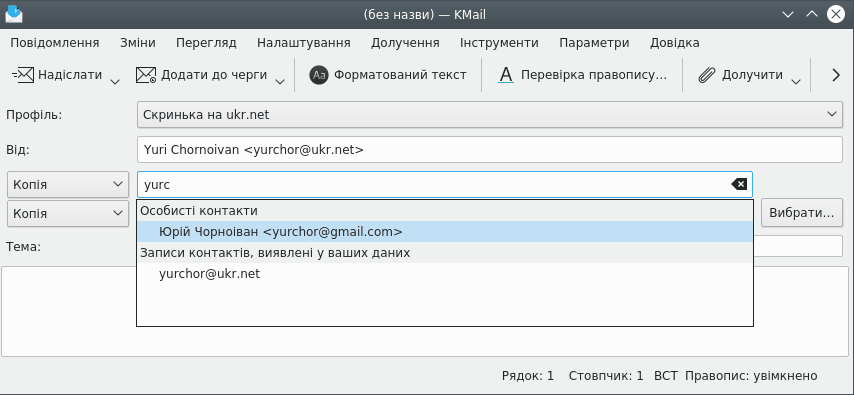 (без назви) — KMail
Повідомлення Зміни Перегляд Налаштування Долучення Інструменти Параметри Довідка
Надіслати Додати до черги Aa Форматований текст A Перевірка правопису... Долучити
Профіль: Скринька на ukr.net
Від: Yuri Chornoivan <yurchor@ukr.net>
Копія yurc
Особисті контакти
Копія Вибрати...
Юрій Чорноіван <yurchor@gmail.com>
Тема: Записи контактів, виявлені у ваших даних
yurchor@ukr.net
Рядок: 1 Стовпчик: 1 ВСТ Правопис: увімкнено